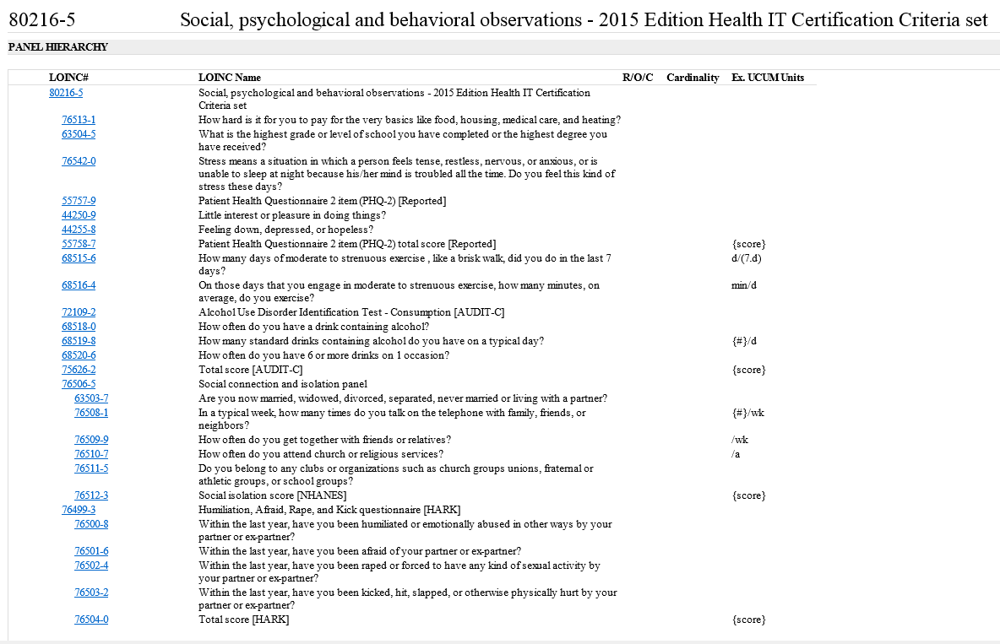 80216-5 Social, psychological and behavioral observations - 2015 Edition Health IT Certification Criteria set
PANEL HIERARCHY
LOINC# LOINC Name R/O/C Cardinality Ex. UCUM Units
80216-5 Social, psychological and behavioral observations - 2015 Edition Health IT Certification
Criteria set
76513-1 How hard is it for you to pay for the very basics like food, housing, medical care, and heating?
63504-5 What is the highest grade or level of school you have completed or the highest degree you
have received?
76542-0 Stress means a situation in which a person feels tense, restless, nervous, or anxious, or is
unable to sleep at night because his/her mind is troubled all the time. Do you feel this kind of
stress these days?
55757-9 Patient Health Questionnaire 2 item (PHQ-2) [Reported]
44250-9 Little interest or pleasure in doing things?
44255-8 Feeling down, depressed, or hopeless?
55758-7 Patient Health Questionnaire 2 item (PHQ-2) total score [Reported] {score}
68515-6 How many days of moderate to strenuous exercise , like a brisk walk, did you do in the last 7 d/(7.d)
days?
68516-4 On those days that you engage in moderate to strenuous exercise, how many minutes, on min/d
average, do you exercise?
72109-2 Alcohol Use Disorder Identification Test - Consumption [AUDIT-C]
68518-0 How often do you have a drink containing alcohol?
68519-8 How many standard drinks containing alcohol do you have on a typical day? {#}/d
68520-6 How often do you have 6 or more drinks on 1 occasion?
75626-2 Total score [AUDIT-C] {score}
76506-5 Social connection and isolation panel
63503-7 Are you now married, widowed, divorced, separated, never married or living with a partner?
76508-1 In a typical week, how many times do you talk on the telephone with family, friends, or {#}/wk
neighbors?
76509-9 How often do you get together with friends or relatives? /wk
76510-7 How often do you attend church or religious services? /a
76511-5 Do you belong to any clubs or organizations such as church groups unions, fraternal or
athletic groups, or school groups?
76512-3 Social isolation score [NHANES] {score}
76499-3 Humiliation, Afraid, Rape, and Kick questionnaire [HARK]
76500-8 Within the last year, have you been humiliated or emotionally abused in other ways by your
partner or ex-partner?
76501-6 Within the last year, have you been afraid of your partner or ex-partner?
76502-4 Within the last year, have you been raped or forced to have any kind of sexual activity by
your partner or ex-partner?
76503-2 Within the last year, have you been kicked, hit, slapped, or otherwise physically hurt by your
partner or ex-partner?
76504-0 Total score [HARK] {score}